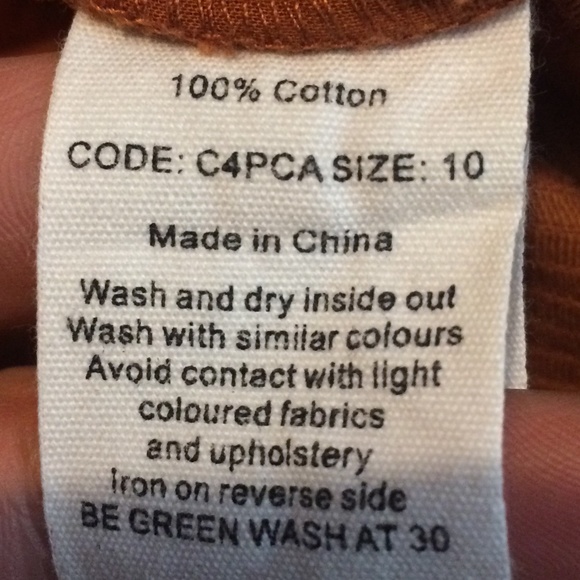 100% Cotton
CODE: C4PCA SIZE: 10
Made in China
Wash and dry inside out
Wash with similar colours
Avoid contact with light
coloured fabrics
and upholstery
Iron on reverse side
BE GREEN WASH AT 30